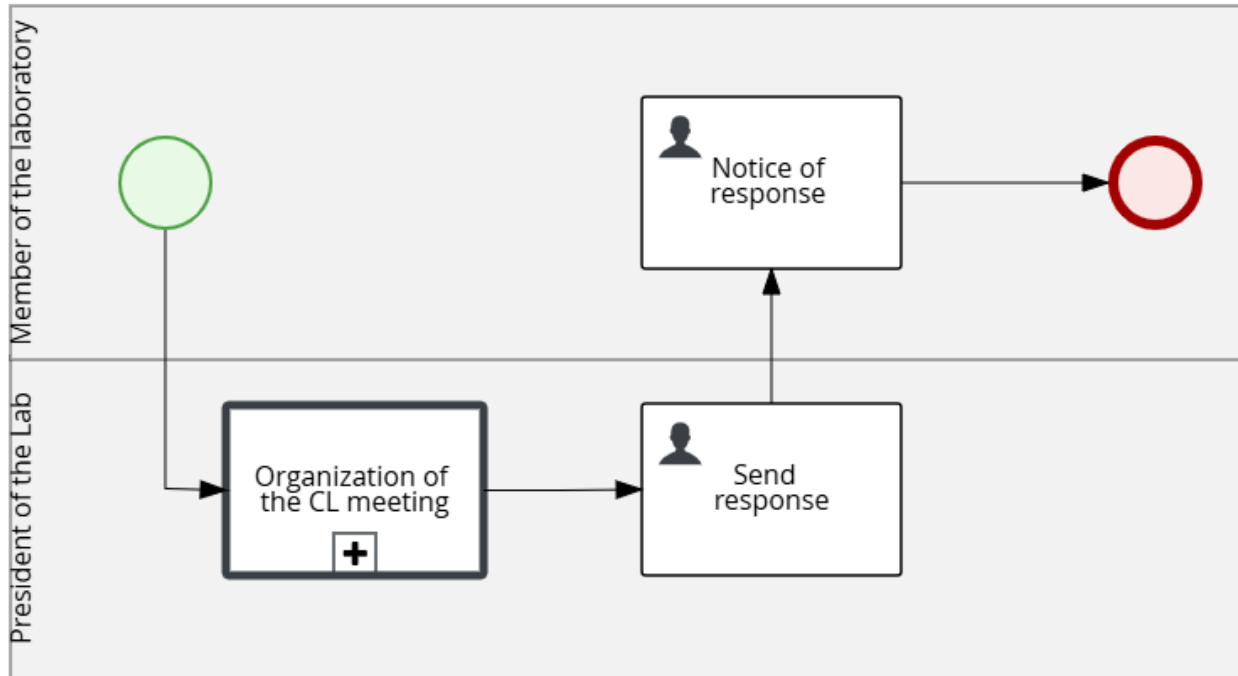 Member of the laboratory
Notice of
response
President of the Lab
Organization of
the CL meeting
Send
response